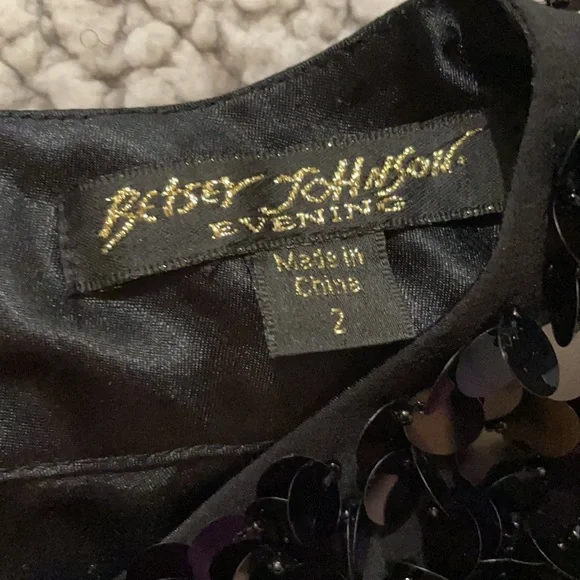 BETSEY JOHNSON.
EVENING
Made in
China
2